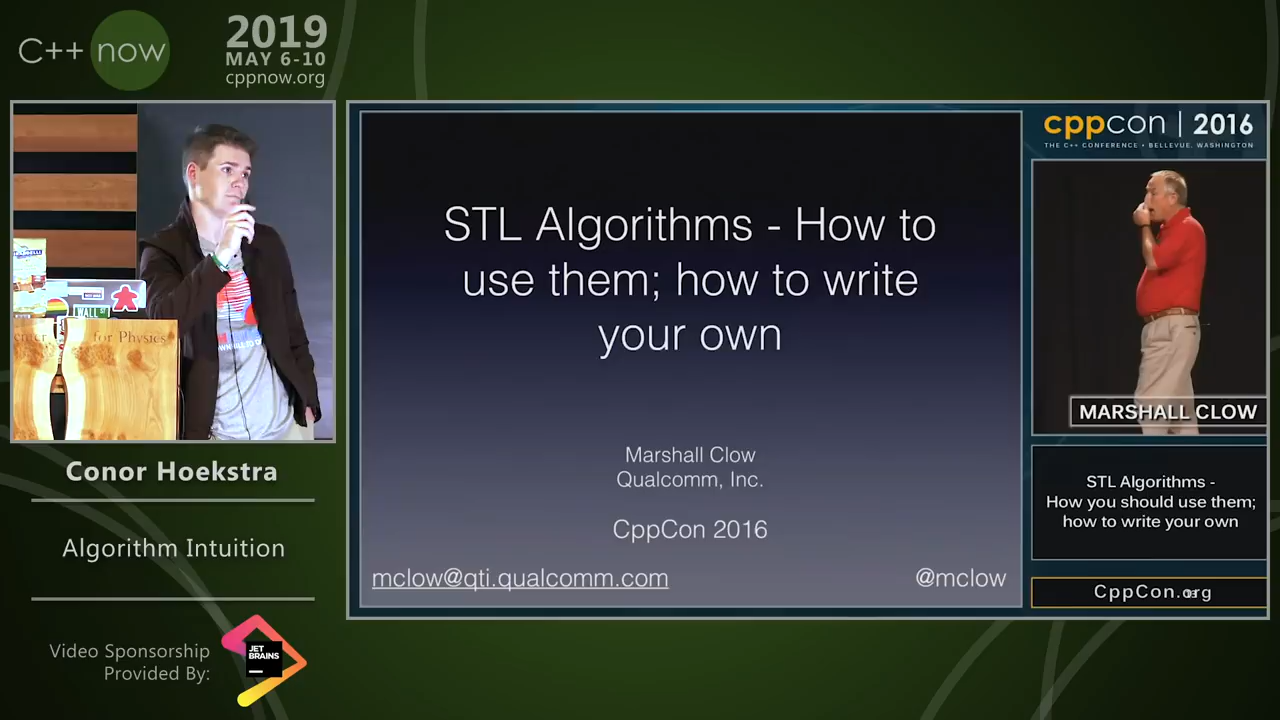 C++ now
2019
MAY 6-10
cppnow.org
for Physics
WALL ST
Conor Hoekstra
Algorithm Intuition
Video Sponsorship
Provided By:
JET
BRAINS
STL Algorithms - How to
use them; how to write
your own
Marshall Clow
Qualcomm, Inc.
CppCon 2016
mclow@qti.qualcomm.com
@mclow
cppcon | 2016
THE C++ CONFERENCE • BELLEVUE, WASHINGTON
MARSHALL CLOW
STL Algorithms -
How you should use them;
how to write your own
CppCon.org